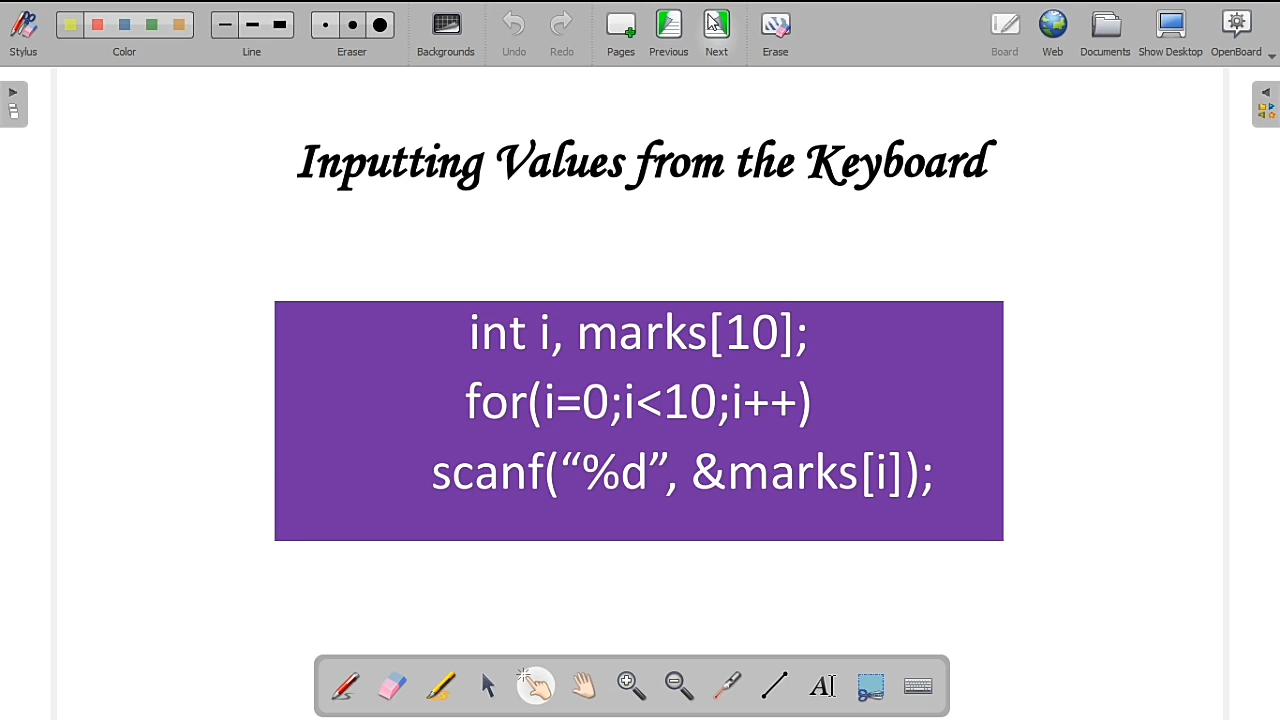 Stylus
Color
Line
Eraser
Backgrounds
Undo
Redo
Pages
Previous
Next
Erase
Board
Web
Documents
Show Desktop
OpenBoard
Inputting Values from the Keyboard
int i, marks[10];
for(i=0;i<10;i++)
scanf(“%d”, &marks[i]);
AI